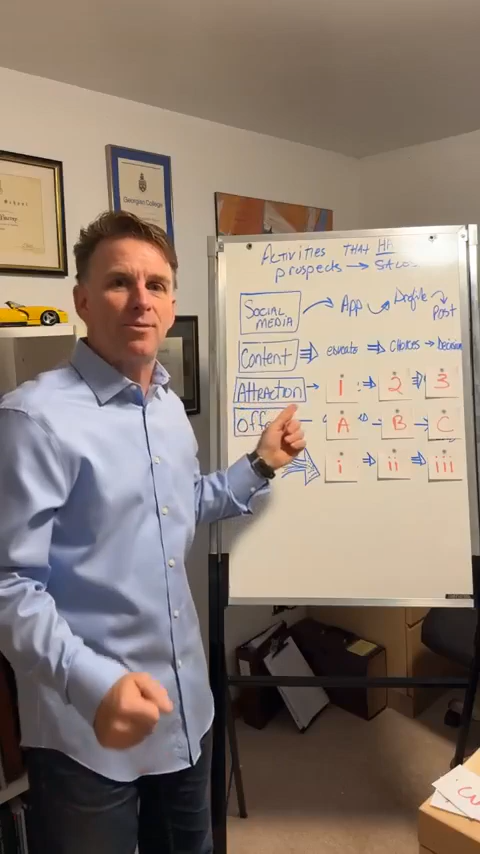 Georgian College
Activities THAT
prospects → 
SOCIAL MEDIA → App → Profile → Post
Content ⇒ educate ⇒ CHOICES → Decision
Attraction → 1 ⇒ 2 ⇒ 3
A – B → C
i ⇒ ii ⇒ iii